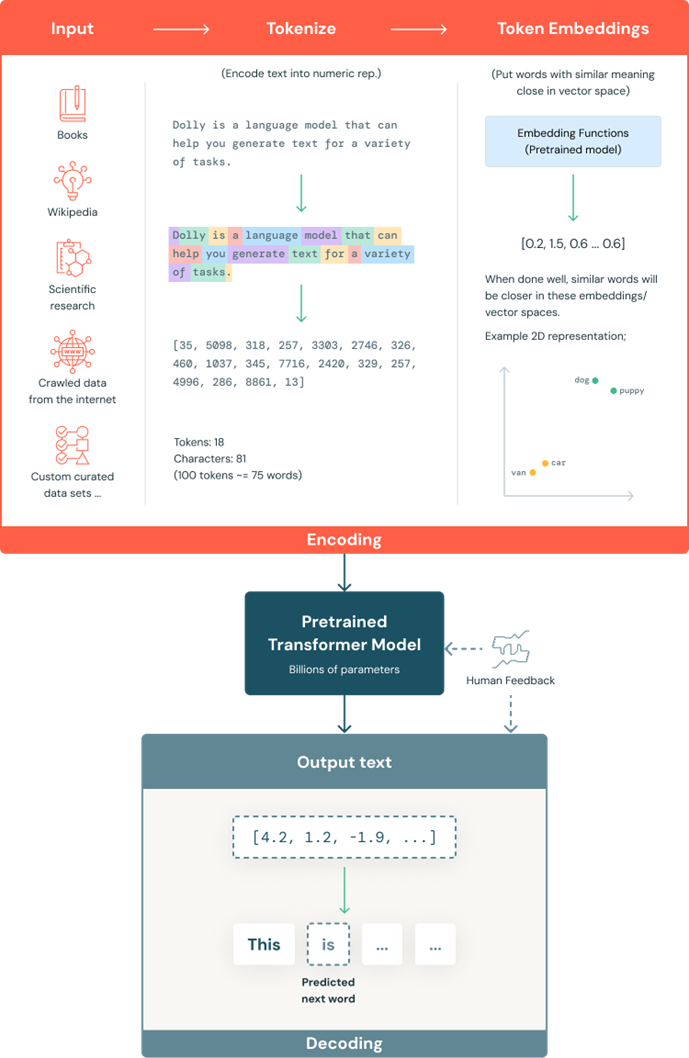 Input
Tokenize
Token Embeddings
Books
Wikipedia
Scientific
research
WWW
Crawled data
from the internet
Custom curated
data sets ...
(Encode text into numeric rep.)
Dolly is a language model that can
help you generate text for a variety
of tasks.
Dolly is a language model that can
help you generate text for a variety
of tasks.
[35, 5098, 318, 257, 3303, 2746, 326,
460, 1037, 345, 7716, 2420, 329, 257,
4996, 286, 8861, 13]
Tokens: 18
Characters: 81
(100 tokens ~= 75 words)
(Put words with similar meaning
close in vector space)
Embedding Functions
(Pretrained model)
[0.2, 1.5, 0.6 ... 0.6]
When done well, similar words will
be closer in these embeddings/
vector spaces.
Example 2D representation;
dog
puppy
car
van
Encoding
Pretrained
Transformer Model
Billions of parameters
Human Feedback
Output text
[4.2, 1.2, -1.9, ...]
This is ... ...
Predicted
next word
Decoding